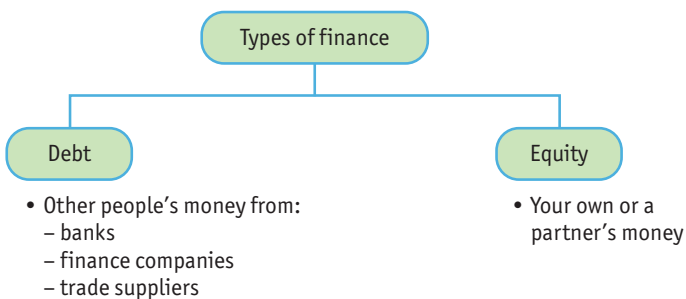 Types of finance
Debt
• Other people’s money from:
– banks
– finance companies
– trade suppliers
Equity
• Your own or a
partner’s money